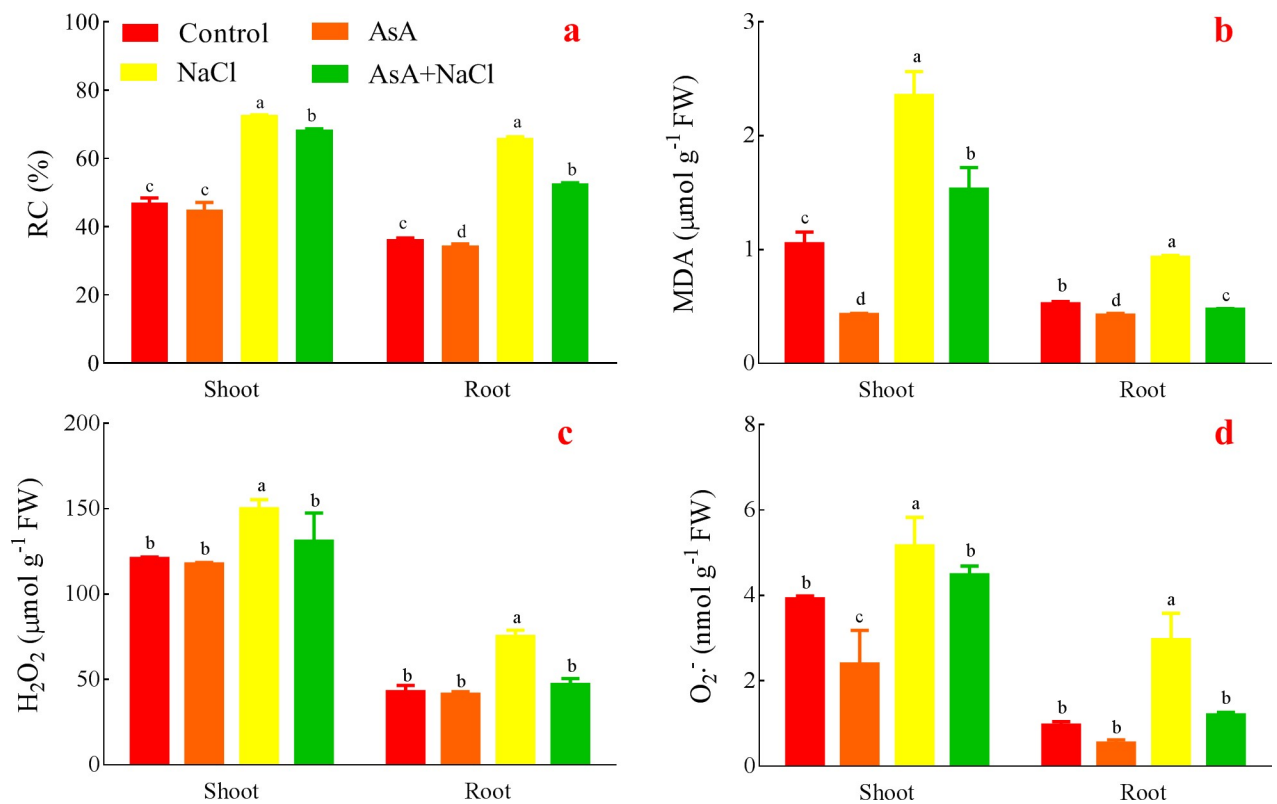 a
Control AsA
NaCl AsA+NaCl
RC (%)
100
80
60
40
20
0
c c a b
c d a b
Shoot Root
b
MDA (μmol g⁻¹ FW)
3
2
1
0
c d a b
b d a c
Shoot Root
c
H₂O₂ (μmol g⁻¹ FW)
200
150
100
50
0
b b a b
b b a b
Shoot Root
d
O₂·⁻ (nmol g⁻¹ FW)
8
6
4
2
0
b c a b
b b a b
Shoot Root